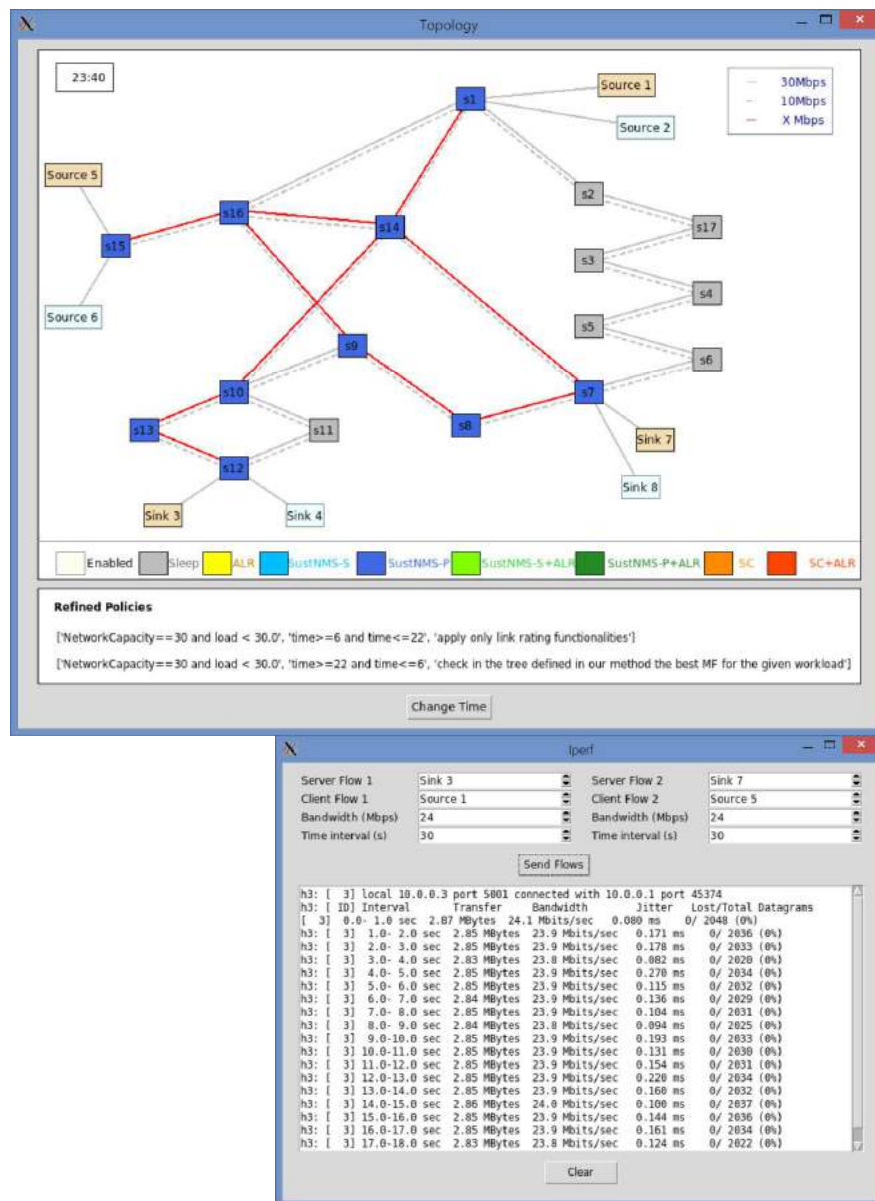 Topology
23:40
30Mbps
10Mbps
X Mbps
s1
Source 1
Source 2
Source 5
s2
s16
s14
s17
s15
s3
s4
Source 6
s5
s9
s6
s10
s7
s13
s11
s8
Sink 7
s12
Sink 8
Sink 3
Sink 4
Enabled Sleep ALR SustNMS-S SustNMS-P SustNMS-S+ALR SustNMS-P+ALR SC SC+ALR
Refined Policies
['NetworkCapacity==30 and load < 30.0', 'time>=6 and time<=22', 'apply only link rating functionalities']
['NetworkCapacity==30 and load < 30.0', 'time>=22 and time<=6', 'check in the tree defined in our method the best MF for the given workload']
Change Time
Iperf
Server Flow 1 Sink 3 Server Flow 2 Sink 7
Client Flow 1 Source 1 Client Flow 2 Source 5
Bandwidth (Mbps) 24 Bandwidth (Mbps) 24
Time interval (s) 30 Time interval (s) 30
Send Flows
h3: [ 3] local 10.0.0.3 port 5001 connected with 10.0.0.1 port 45374
h3: [ ID] Interval Transfer Bandwidth Jitter Lost/Total Datagrams
[ 3] 0.0- 1.0 sec 2.87 MBytes 24.1 Mbits/sec 0.080 ms 0/ 2048 (0%)
h3: [ 3] 1.0- 2.0 sec 2.85 MBytes 23.9 Mbits/sec 0.171 ms 0/ 2036 (0%)
h3: [ 3] 2.0- 3.0 sec 2.85 MBytes 23.9 Mbits/sec 0.178 ms 0/ 2033 (0%)
h3: [ 3] 3.0- 4.0 sec 2.83 MBytes 23.8 Mbits/sec 0.082 ms 0/ 2020 (0%)
h3: [ 3] 4.0- 5.0 sec 2.85 MBytes 23.9 Mbits/sec 0.270 ms 0/ 2034 (0%)
h3: [ 3] 5.0- 6.0 sec 2.85 MBytes 23.9 Mbits/sec 0.115 ms 0/ 2032 (0%)
h3: [ 3] 6.0- 7.0 sec 2.84 MBytes 23.9 Mbits/sec 0.136 ms 0/ 2029 (0%)
h3: [ 3] 7.0- 8.0 sec 2.85 MBytes 23.9 Mbits/sec 0.104 ms 0/ 2031 (0%)
h3: [ 3] 8.0- 9.0 sec 2.84 MBytes 23.8 Mbits/sec 0.094 ms 0/ 2025 (0%)
h3: [ 3] 9.0-10.0 sec 2.85 MBytes 23.9 Mbits/sec 0.193 ms 0/ 2033 (0%)
h3: [ 3] 10.0-11.0 sec 2.85 MBytes 23.9 Mbits/sec 0.131 ms 0/ 2030 (0%)
h3: [ 3] 11.0-12.0 sec 2.85 MBytes 23.9 Mbits/sec 0.154 ms 0/ 2031 (0%)
h3: [ 3] 12.0-13.0 sec 2.85 MBytes 23.9 Mbits/sec 0.220 ms 0/ 2034 (0%)
h3: [ 3] 13.0-14.0 sec 2.85 MBytes 23.9 Mbits/sec 0.160 ms 0/ 2032 (0%)
h3: [ 3] 14.0-15.0 sec 2.86 MBytes 24.0 Mbits/sec 0.100 ms 0/ 2037 (0%)
h3: [ 3] 15.0-16.0 sec 2.85 MBytes 23.9 Mbits/sec 0.144 ms 0/ 2036 (0%)
h3: [ 3] 16.0-17.0 sec 2.85 MBytes 23.9 Mbits/sec 0.161 ms 0/ 2034 (0%)
h3: [ 3] 17.0-18.0 sec 2.83 MBytes 23.8 Mbits/sec 0.124 ms 0/ 2022 (0%)
Clear